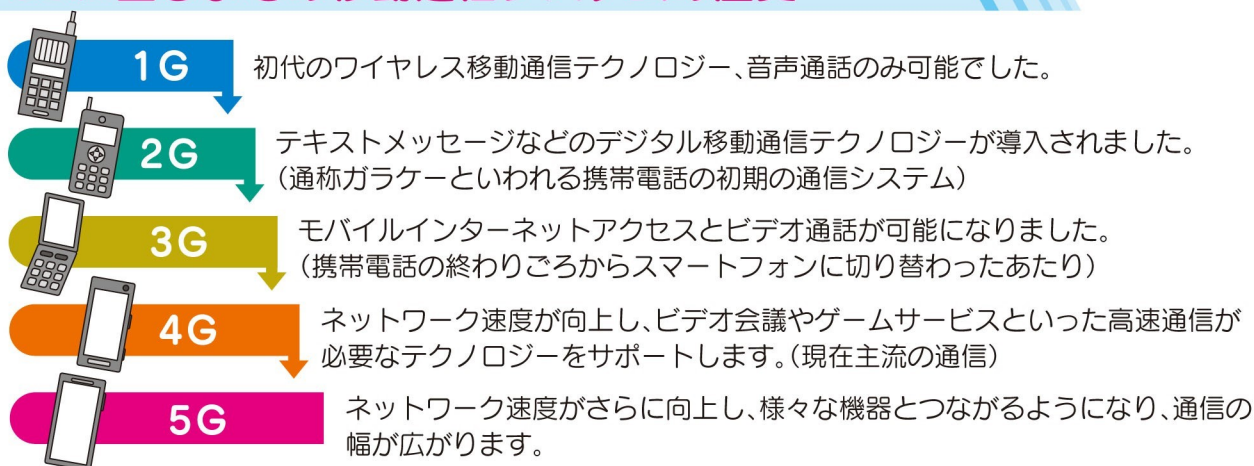 1G
初代のワイヤレス移動通信テクノロジー、音声通話のみ可能でした。
2G
テキストメッセージなどのデジタル移動通信テクノロジーが導入されました。
（通称ガラケーといわれる携帯電話の初期の通信システム）
3G
モバイルインターネットアクセスとビデオ通話が可能になりました。
（携帯電話の終わりごろからスマートフォンに切り替わったあたり）
4G
ネットワーク速度が向上し、ビデオ会議やゲームサービスといった高速通信が
必要なテクノロジーをサポートします。（現在主流の通信）
5G
ネットワーク速度がさらに向上し、様々な機器とつながるようになり、通信の
幅が広がります。